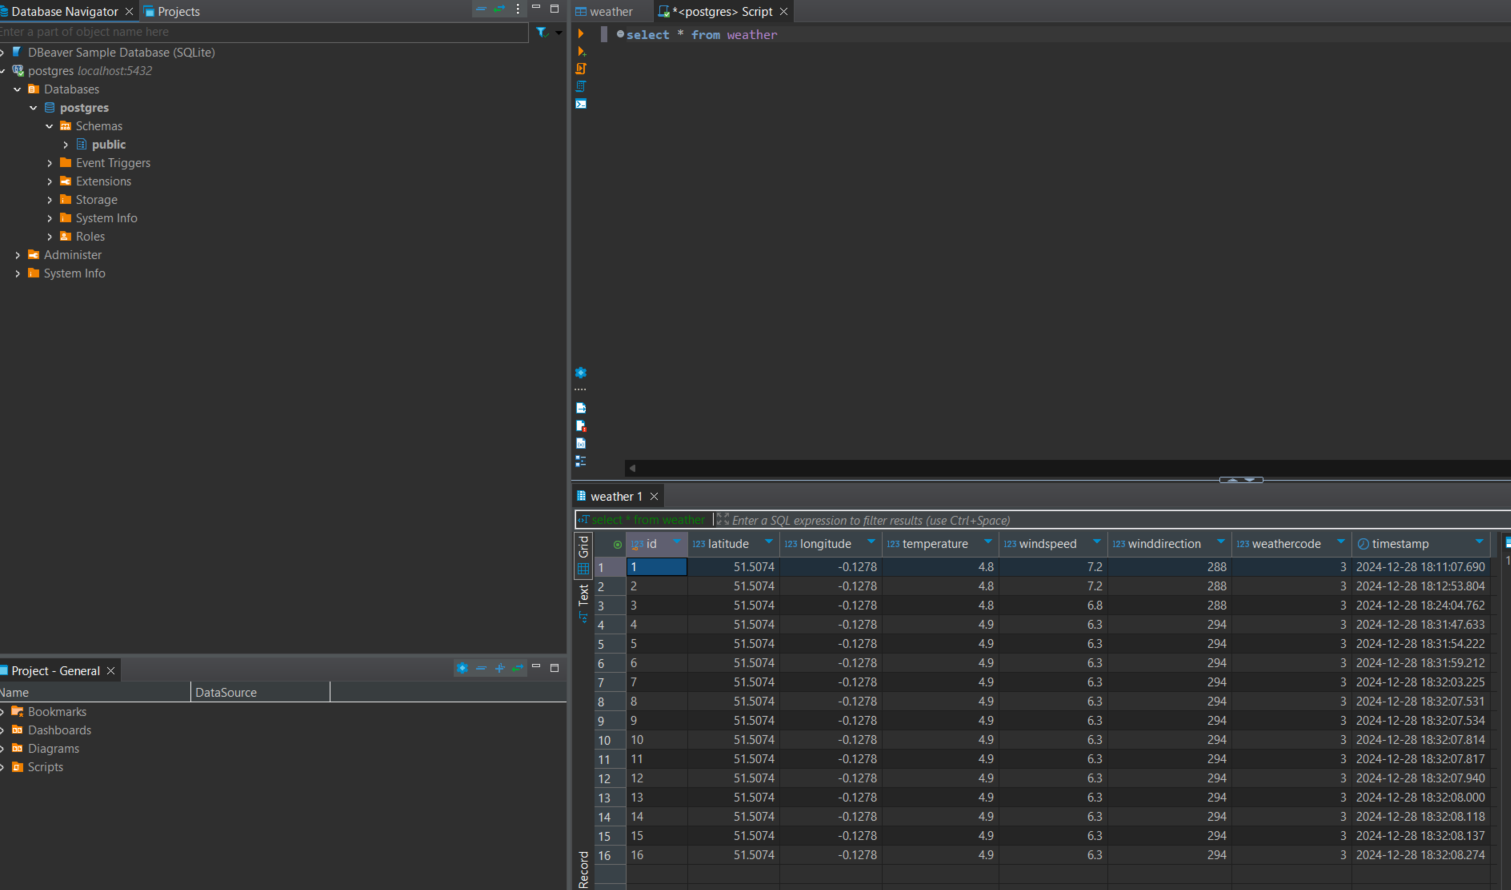 Database Navigator
Projects
Enter a part of object name here
DBeaver Sample Database (SQLite)
postgres localhost:5432
Databases
postgres
Schemas
public
Event Triggers
Extensions
Storage
System Info
Roles
Administer
System Info
Project - General
Name DataSource
Bookmarks
Dashboards
Diagrams
Scripts
weather
*<postgres> Script
select * from weather
weather 1
select * from weather Enter a SQL expression to filter results (use Ctrl+Space)
Grid
Text
Record
123 id 123 latitude 123 longitude 123 temperature 123 windspeed 123 winddirection 123 weathercode timestamp
1 1 51.5074 -0.1278 4.8 7.2 288 3 2024-12-28 18:11:07.690
2 2 51.5074 -0.1278 4.8 7.2 288 3 2024-12-28 18:12:53.804
3 3 51.5074 -0.1278 4.8 6.8 288 3 2024-12-28 18:24:04.762
4 4 51.5074 -0.1278 4.9 6.3 294 3 2024-12-28 18:31:47.633
5 5 51.5074 -0.1278 4.9 6.3 294 3 2024-12-28 18:31:54.222
6 6 51.5074 -0.1278 4.9 6.3 294 3 2024-12-28 18:31:59.212
7 7 51.5074 -0.1278 4.9 6.3 294 3 2024-12-28 18:32:03.225
8 8 51.5074 -0.1278 4.9 6.3 294 3 2024-12-28 18:32:07.531
9 9 51.5074 -0.1278 4.9 6.3 294 3 2024-12-28 18:32:07.534
10 10 51.5074 -0.1278 4.9 6.3 294 3 2024-12-28 18:32:07.814
11 11 51.5074 -0.1278 4.9 6.3 294 3 2024-12-28 18:32:07.817
12 12 51.5074 -0.1278 4.9 6.3 294 3 2024-12-28 18:32:07.940
13 13 51.5074 -0.1278 4.9 6.3 294 3 2024-12-28 18:32:08.000
14 14 51.5074 -0.1278 4.9 6.3 294 3 2024-12-28 18:32:08.118
15 15 51.5074 -0.1278 4.9 6.3 294 3 2024-12-28 18:32:08.137
16 16 51.5074 -0.1278 4.9 6.3 294 3 2024-12-28 18:32:08.274